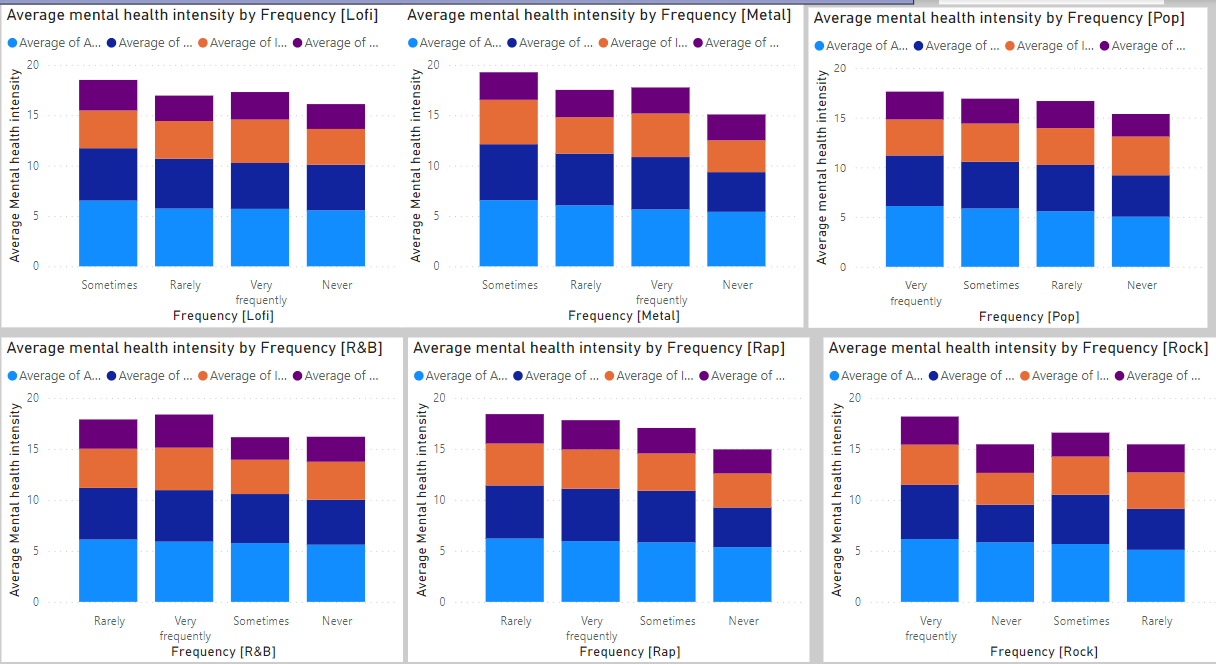 Average mental health intensity by Frequency [Lofi]
Average of A... Average of ... Average of I... Average of ...
Average Mental health intensity
20
15
10
5
0
Sometimes Rarely Very frequently Never
Frequency [Lofi]
Average mental health intensity by Frequency [Metal]
Average of A... Average of ... Average of I... Average of ...
Average Mental health intensity
20
15
10
5
0
Sometimes Rarely Very frequently Never
Frequency [Metal]
Average mental health intensity by Frequency [Pop]
Average of A... Average of ... Average of I... Average of ...
Average mental health intensity
20
15
10
5
0
Very frequently Sometimes Rarely Never
Frequency [Pop]
Average mental health intensity by Frequency [R&B]
Average of A... Average of ... Average of I... Average of ...
Average Mental health intensity
20
15
10
5
0
Rarely Very frequently Sometimes Never
Frequency [R&B]
Average mental health intensity by Frequency [Rap]
Average of A... Average of ... Average of I... Average of ...
Average Mental health intensity
20
15
10
5
0
Rarely Very frequently Sometimes Never
Frequency [Rap]
Average mental health intensity by Frequency [Rock]
Average of A... Average of ... Average of I... Average of ...
Average Mental health intensity
20
15
10
5
0
Very frequently Never Sometimes Rarely
Frequency [Rock]